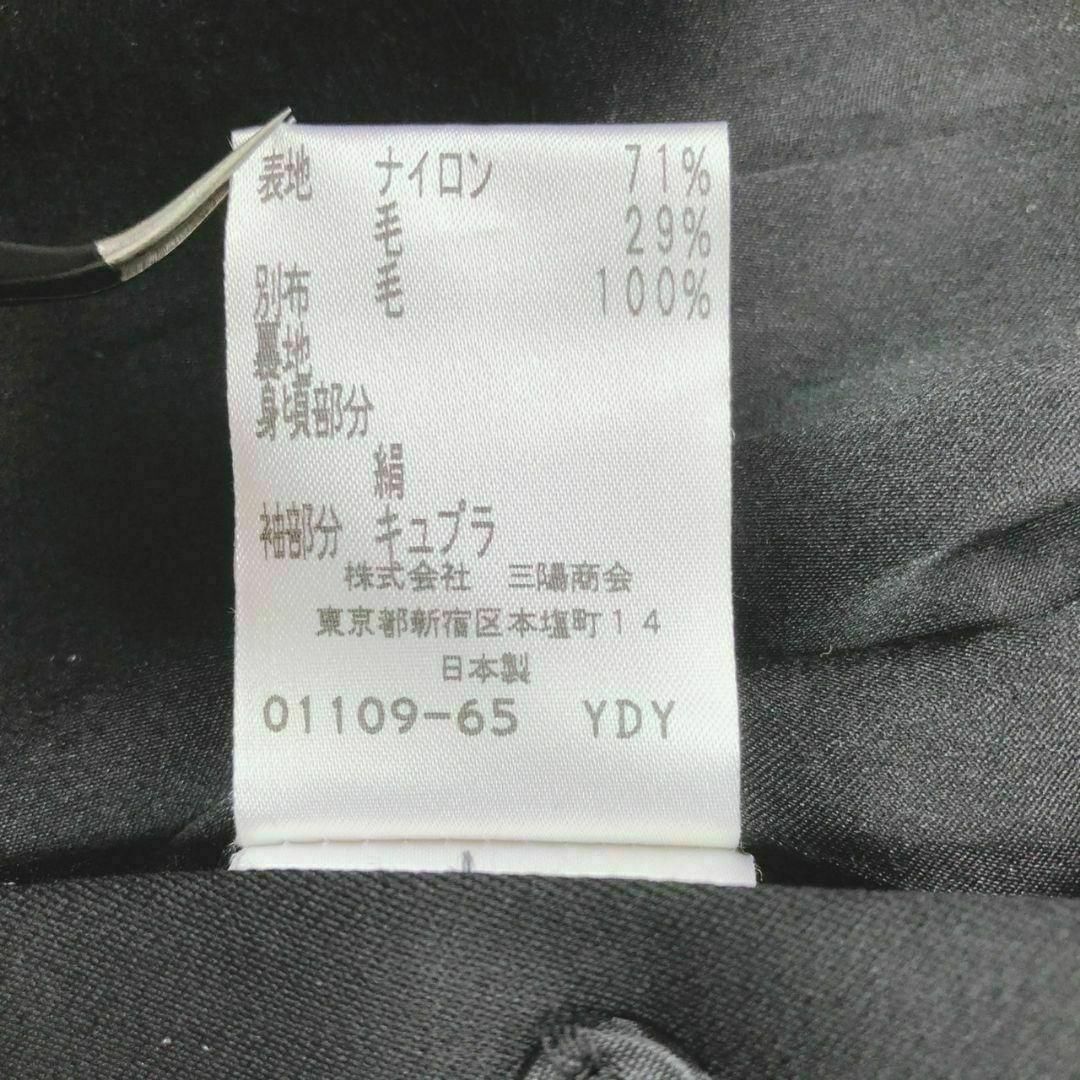 表地 ナイロン 71%
毛 29%
別布 毛 100%
裏地
身頃部分
絹
袖部分 キュプラ
株式会社 三陽商会
東京都新宿区本塩町14
日本製
01109-65 YDY